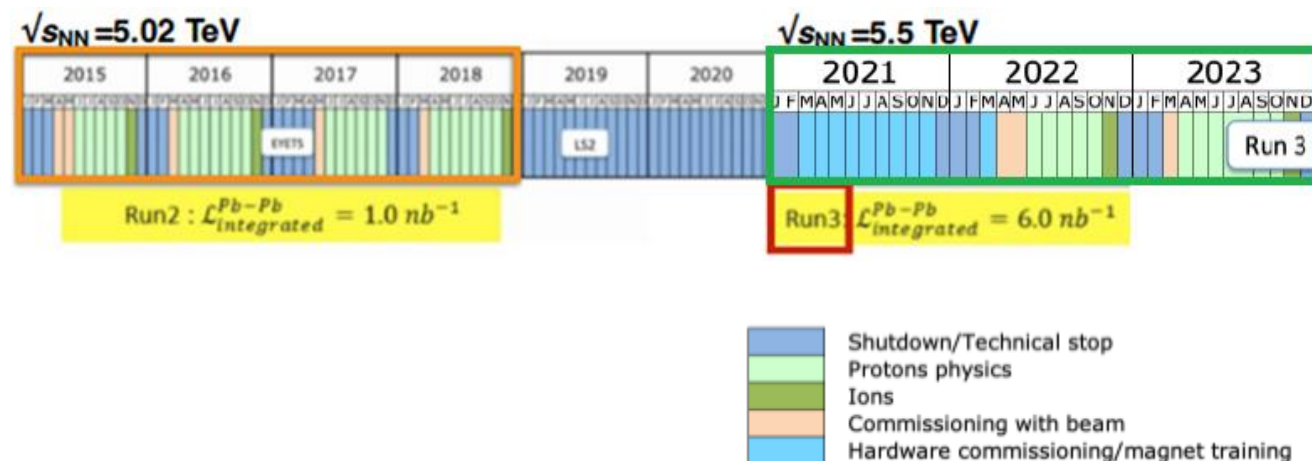 √sNN =5.02 TeV
√sNN =5.5 TeV
2015 2016 2017 2018 2019 2020 2021 2022 2023
J F M A M J J A S O N D J F M A M J J A S O N D J F M A M J J A S O N D
EYETS
LS2
Run 3
Run2 : ℒ^{Pb−Pb}_{integrated} = 1.0 nb⁻¹
Run3: ℒ^{Pb−Pb}_{integrated} = 6.0 nb⁻¹
Shutdown/Technical stop
Protons physics
Ions
Commissioning with beam
Hardware commissioning/magnet training